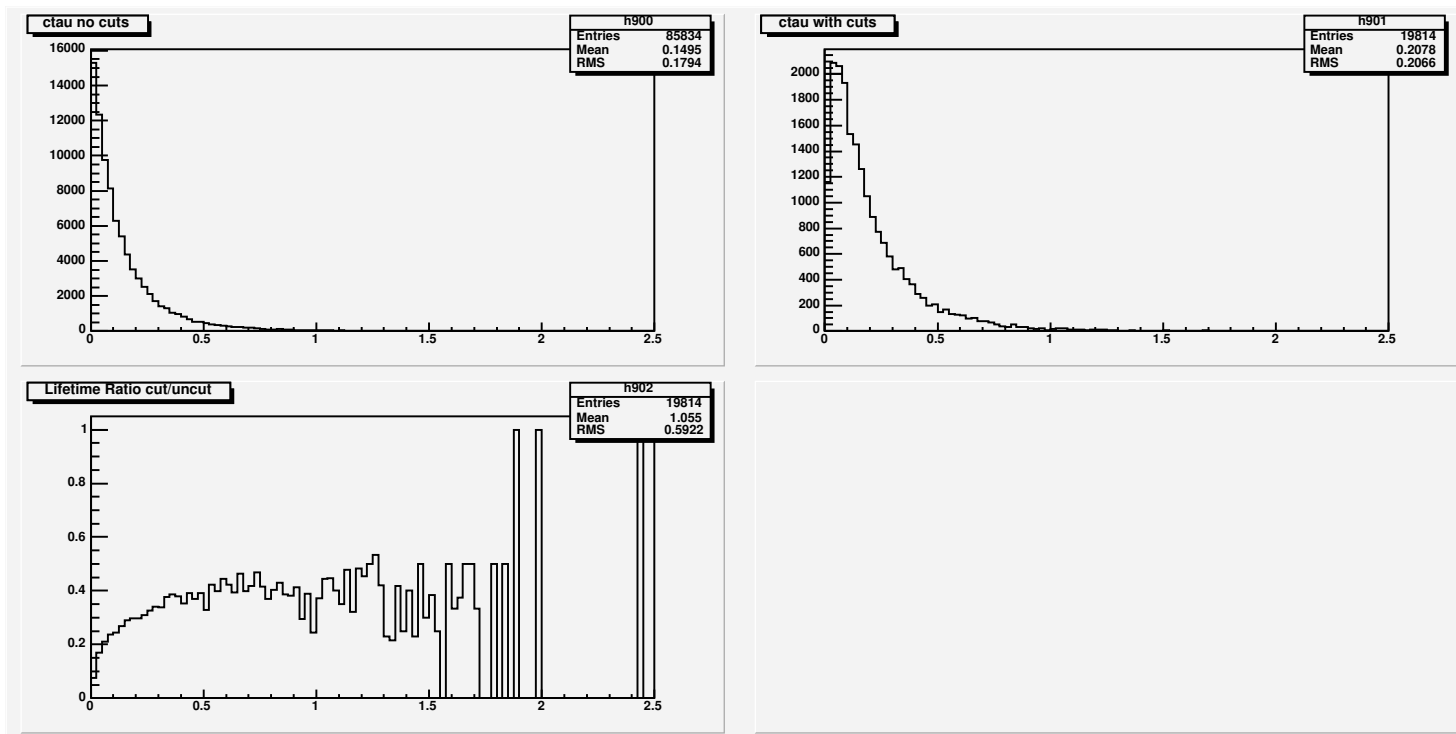 ctau no cuts
h900
Entries 85834
Mean 0.1495
RMS 0.1794
16000
14000
12000
10000
8000
6000
4000
2000
0
0 0.5 1 1.5 2 2.5
ctau with cuts
h901
Entries 19814
Mean 0.2078
RMS 0.2066
2000
1800
1600
1400
1200
1000
800
600
400
200
0
0 0.5 1 1.5 2 2.5
Lifetime Ratio cut/uncut
h902
Entries 19814
Mean 1.055
RMS 0.5922
1
0.8
0.6
0.4
0.2
0
0 0.5 1 1.5 2 2.5